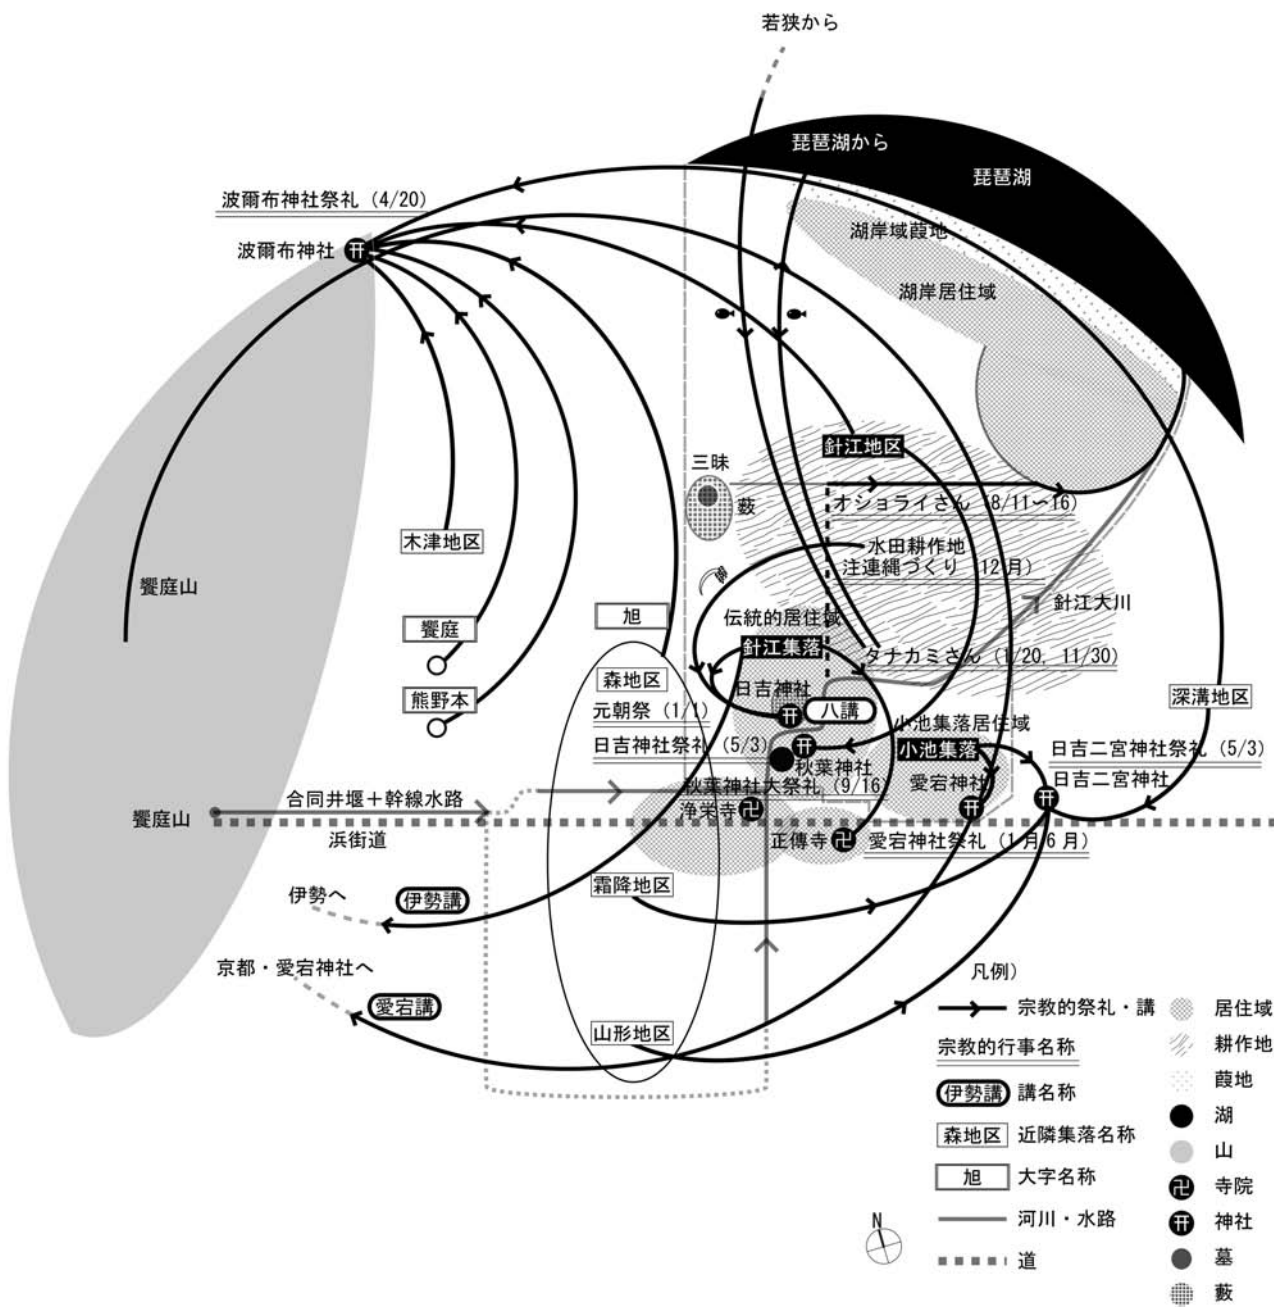 若狭から
琵琶湖から
琵琶湖
波爾布神社祭礼 (4/20)
波爾布神社
湖岸域葭地
湖岸居住域
針江地区
三昧
藪
オショライさん (8/11～16)
木津地区
水田耕作地
注連縄づくり (12月)
饗庭山
針江大川
饗庭
旭
伝統的居住域
針江集落
タナカミさん (1/20, 11/30)
森地区
日吉神社
深溝地区
熊野本
元朝祭 (1/1)
八講
小池集落居住域
日吉神社祭礼 (5/3)
小池集落
日吉二宮神社祭礼 (5/3)
秋葉神社
愛宕神社
日吉二宮神社
秋葉神社大祭礼 (9/16)
合同井堰＋幹線水路
饗庭山
浄栄寺
浜街道
正傳寺
愛宕神社祭礼 (1月6月)
霜降地区
伊勢へ
伊勢講
京都・愛宕神社へ
愛宕講
山形地区
凡例)
宗教的祭礼・講
居住域
宗教的行事名称
耕作地
伊勢講
講名称
葭地
森地区
近隣集落名称
湖
山
旭
大字名称
寺院
河川・水路
神社
N
道
墓
藪